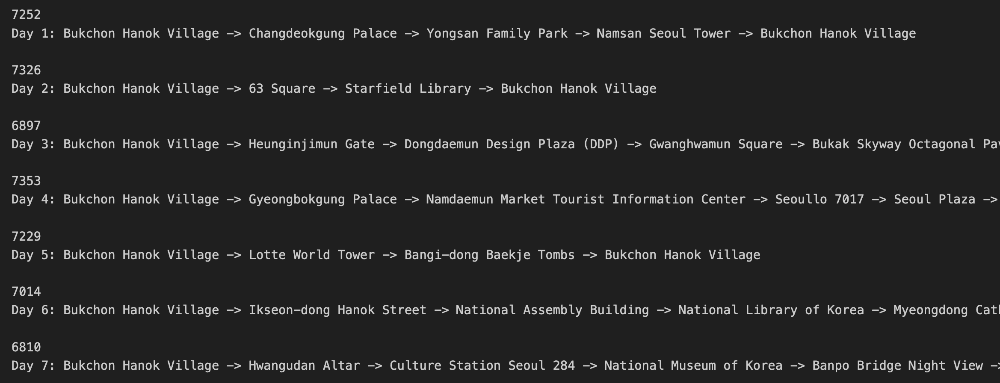 7252
Day 1: Bukchon Hanok Village -> Changdeokgung Palace -> Yongsan Family Park -> Namsan Seoul Tower -> Bukchon Hanok Village
7326
Day 2: Bukchon Hanok Village -> 63 Square -> Starfield Library -> Bukchon Hanok Village
6897
Day 3: Bukchon Hanok Village -> Heunginjimun Gate -> Dongdaemun Design Plaza (DDP) -> Gwanghwamun Square -> Bukak Skyway Octagonal
7353
Day 4: Bukchon Hanok Village -> Gyeongbokgung Palace -> Namdaemun Market Tourist Information Center -> Seoullo 7017 -> Seoul Plaza ->
7229
Day 5: Bukchon Hanok Village -> Lotte World Tower -> Bangi-dong Baekje Tombs -> Bukchon Hanok Village
7014
Day 6: Bukchon Hanok Village -> Ikseon-dong Hanok Street -> National Assembly Building -> National Library of Korea -> Myeongdong
6810
Day 7: Bukchon Hanok Village -> Hwangudan Altar -> Culture Station Seoul 284 -> National Museum of Korea -> Banpo Bridge Night View ->